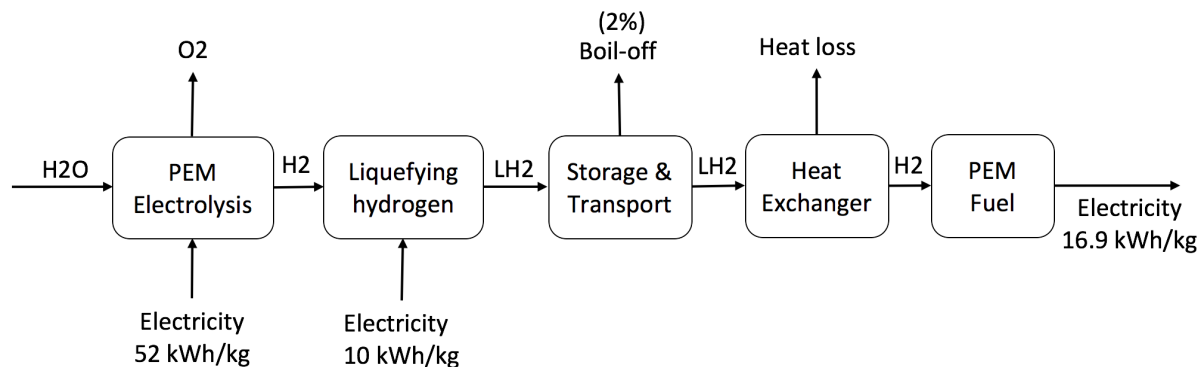 (2%)
Boil-off
Heat loss
O2
H2O
PEM
Electrolysis
H2
Liquefying
hydrogen
LH2
Storage &
Transport
LH2
Heat
Exchanger
H2
PEM
Fuel
Electricity
16.9 kWh/kg
Electricity
52 kWh/kg
Electricity
10 kWh/kg